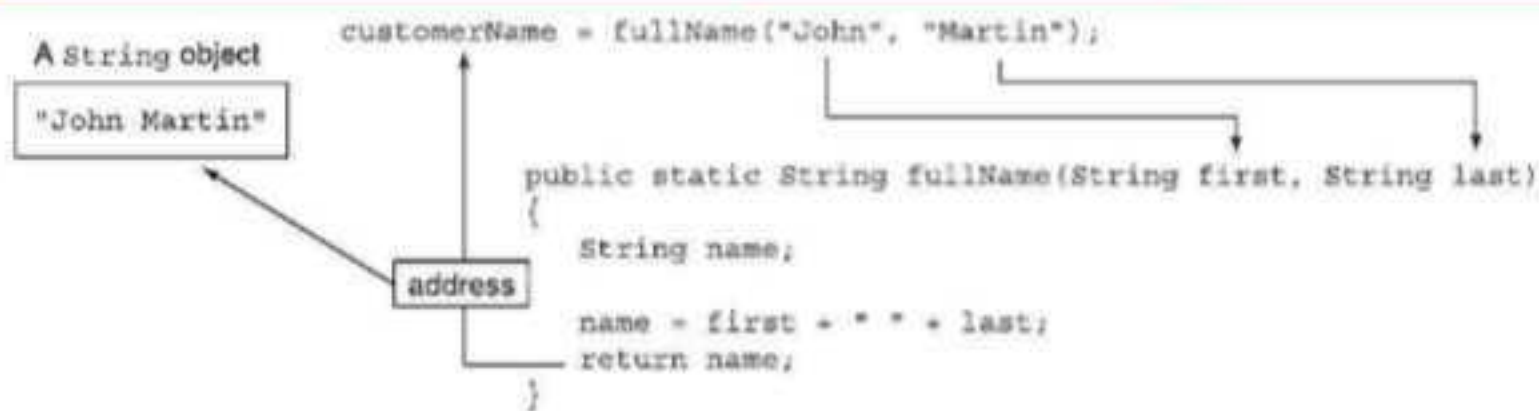 customerName = fullName("John", "Martin");
A String object
"John Martin"
public static String fullName(String first, String last)
{
String name;
address
name = first + " " + last;
return name;
}